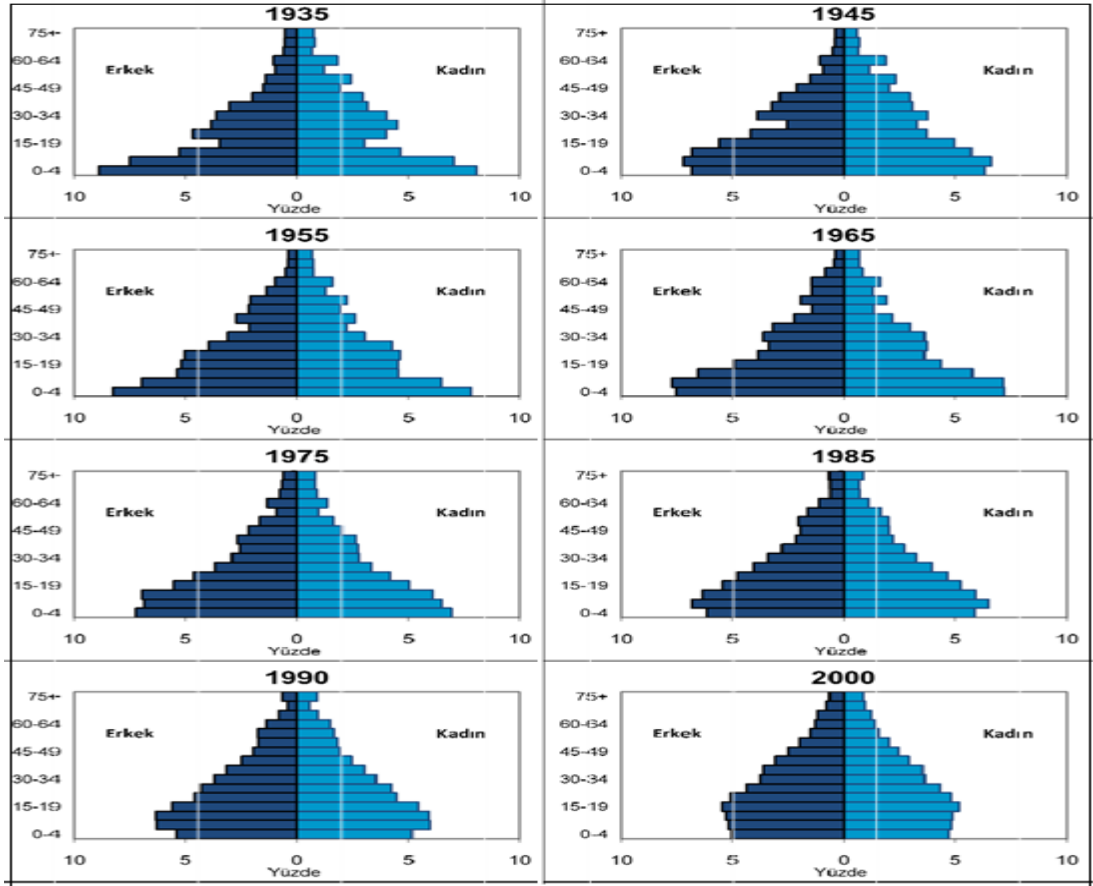 1935
75+
60-64
45-49
30-34
15-19
0-4
Erkek
Kadın
10 5 0 5 10
Yüzde
1945
75+
60-64
45-49
30-34
15-19
0-4
Erkek
Kadın
10 5 0 5 10
Yüzde
1955
75+
60-64
45-49
30-34
15-19
0-4
Erkek
Kadın
10 5 0 5 10
Yüzde
1965
75+
60-64
45-49
30-34
15-19
0-4
Erkek
Kadın
10 5 0 5 10
Yüzde
1975
75+
60-64
45-49
30-34
15-19
0-4
Erkek
Kadın
10 5 0 5 10
Yüzde
1985
75+
60-64
45-49
30-34
15-19
0-4
Erkek
Kadın
10 5 0 5 10
Yüzde
1990
75+
60-64
45-49
30-34
15-19
0-4
Erkek
Kadın
10 5 0 5 10
Yüzde
2000
75+
60-64
45-49
30-34
15-19
0-4
Erkek
Kadın
10 5 0 5 10
Yüzde